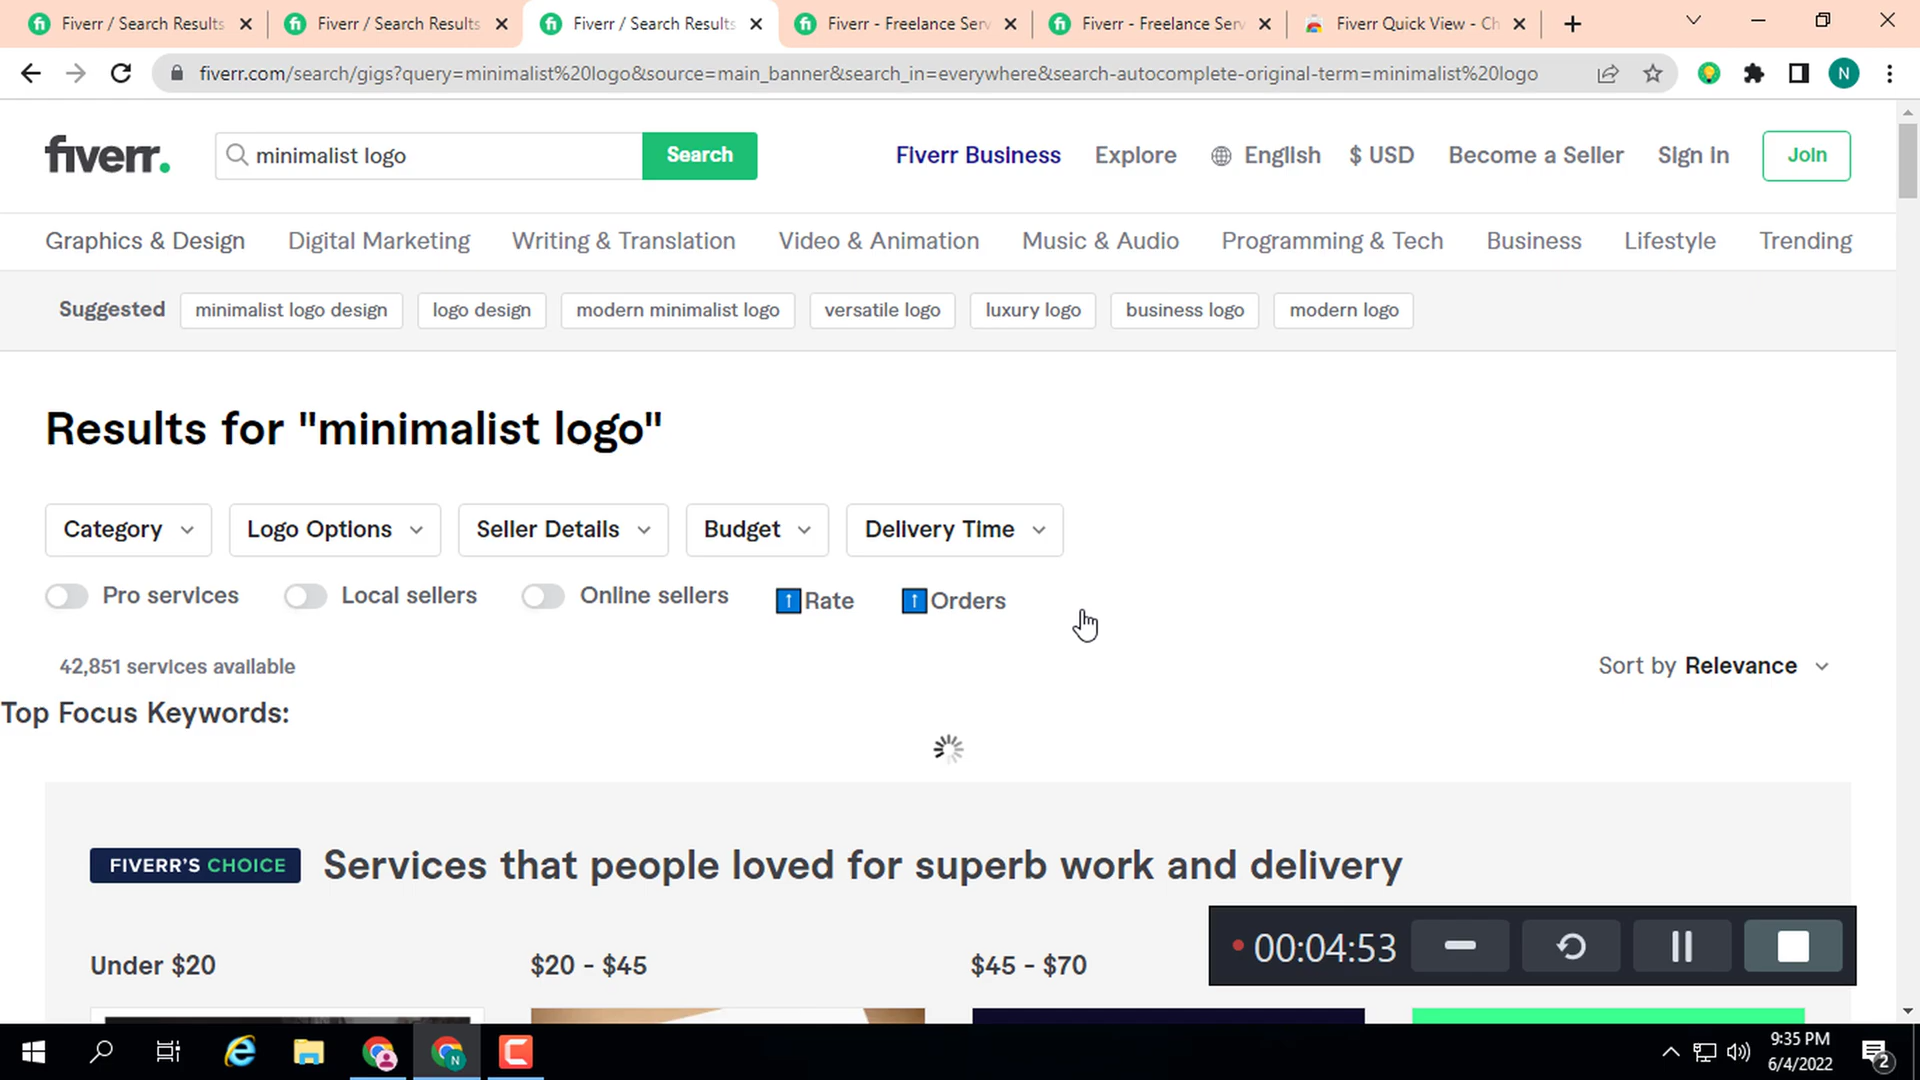 Fiverr / Search Results
Fiverr / Search Results
Fiverr / Search Results
Fiverr - Freelance Serv
Fiverr - Freelance Serv
Fiverr Quick View - Ch
fiverr.com/search/gigs?query=minimalist%20logo&source=main_banner&search_in=everywhere&search-autocomplete-original-term=minimalist%20logo
N
fiverr.
minimalist logo
Search
Fiverr Business
Explore
English
$ USD
Become a Seller
Sign In
Join
Graphics & Design
Digital Marketing
Writing & Translation
Video & Animation
Music & Audio
Programming & Tech
Business
Lifestyle
Trending
Suggested
minimalist logo design
logo design
modern minimalist logo
versatile logo
luxury logo
business logo
modern logo
Results for "minimalist logo"
Category
Logo Options
Seller Details
Budget
Delivery Time
Pro services
Local sellers
Online sellers
↑Rate
↑Orders
42,851 services available
Sort by Relevance
Top Focus Keywords:
FIVERR'S CHOICE
Services that people loved for superb work and delivery
Under $20
$20 - $45
$45 - $70
00:04:53
9:35 PM
6/4/2022
2